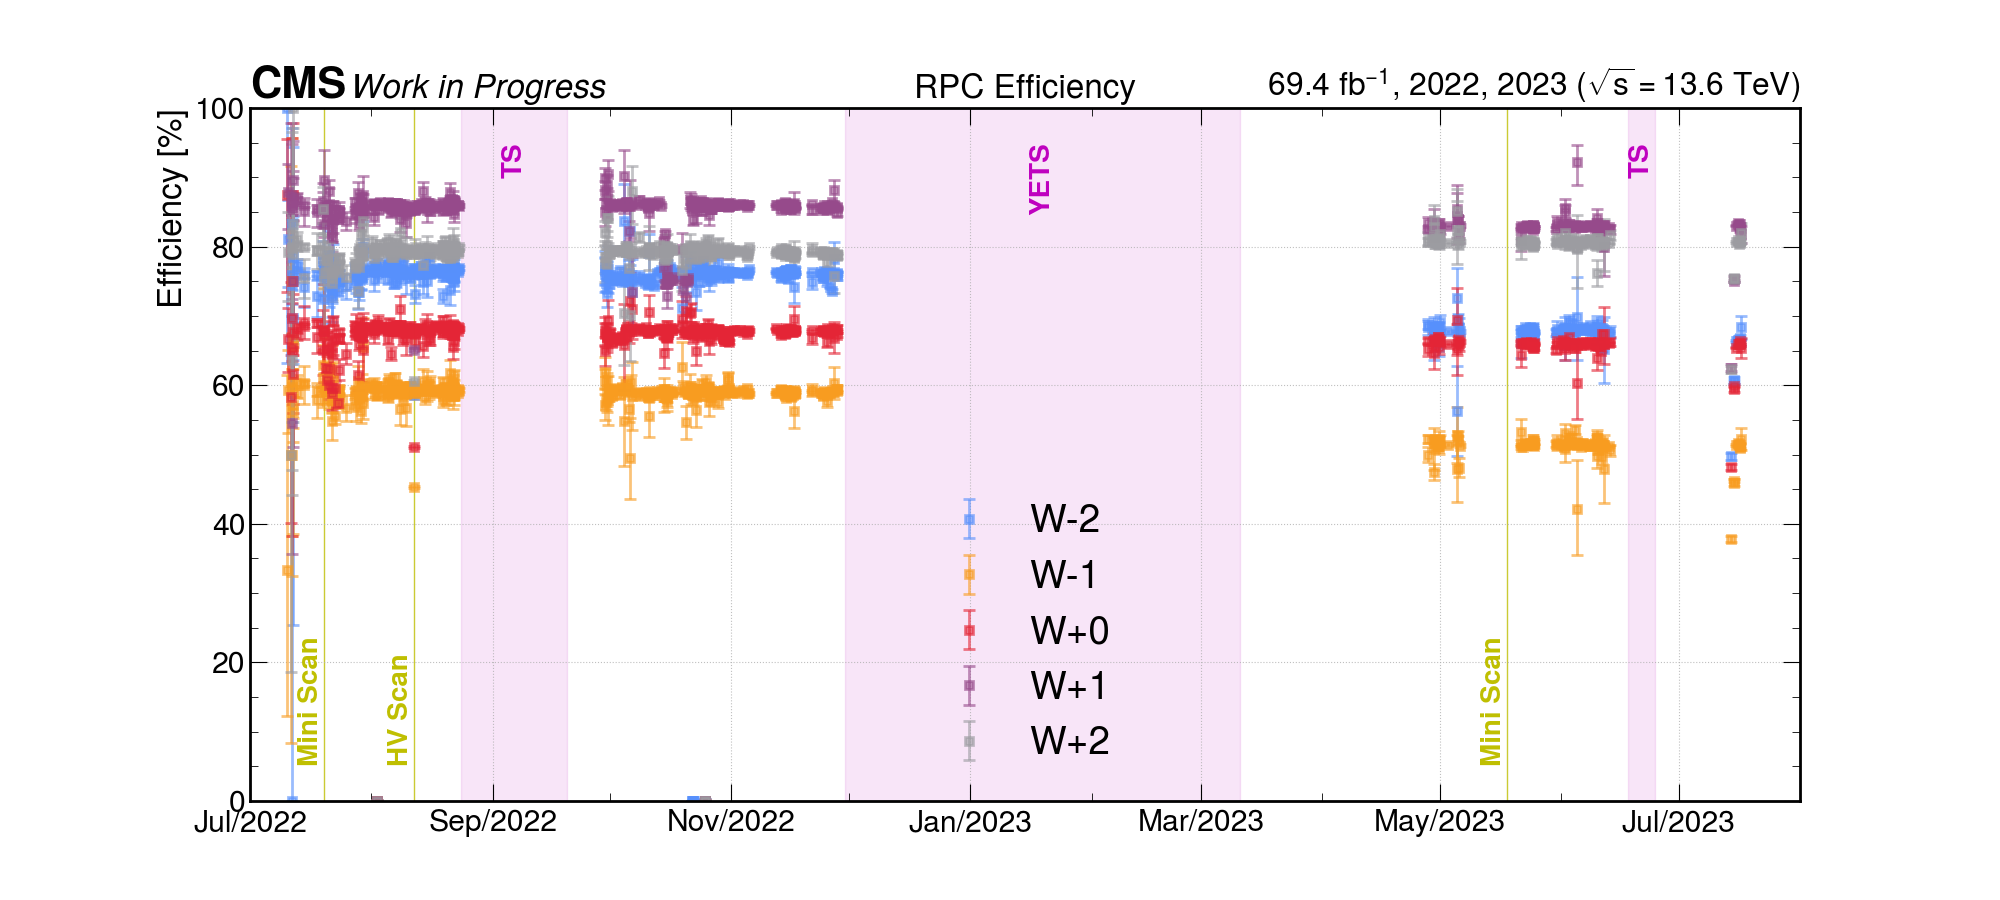 CMS Work in Progress RPC Efficiency 69.4 fb⁻¹, 2022, 2023 (√s = 13.6 TeV)
Efficiency [%]
100
80
60
40
20
0
TS
YETS
TS
Mini Scan
HV Scan
Mini Scan
W-2
W-1
W+0
W+1
W+2
Jul/2022 Sep/2022 Nov/2022 Jan/2023 Mar/2023 May/2023 Jul/2023